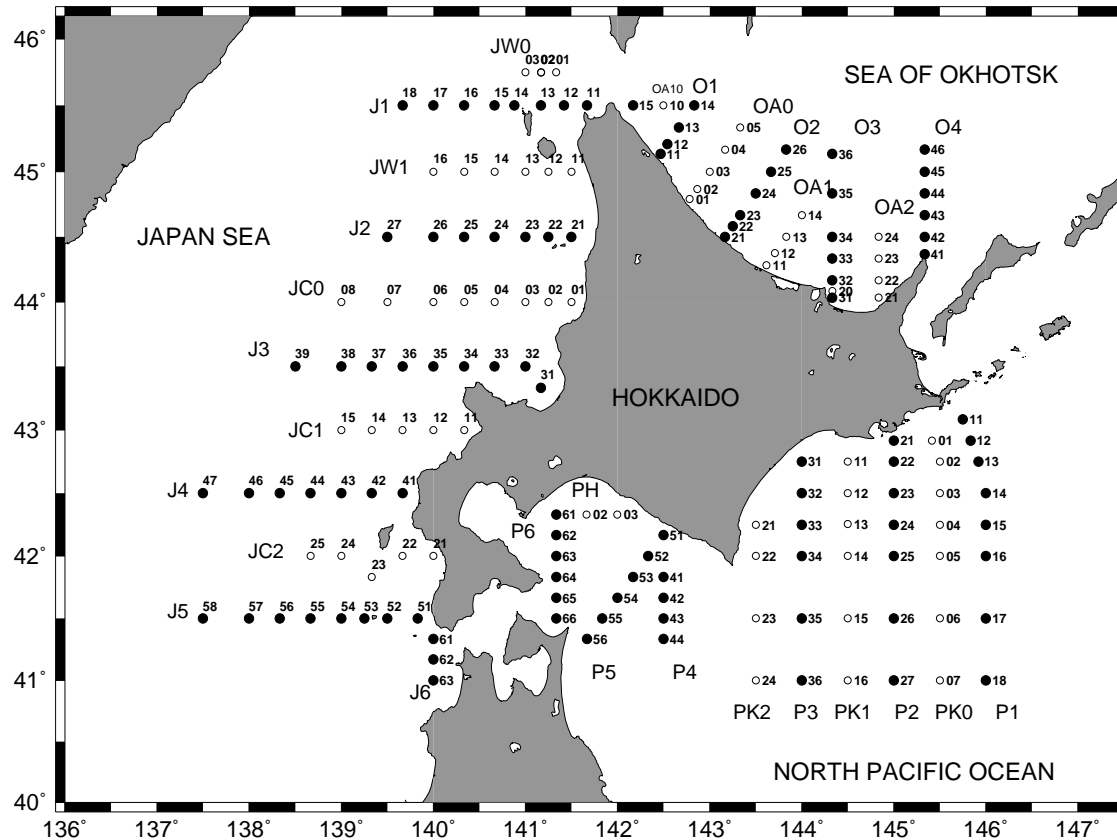 46˚
JW0
03 02 01
SEA OF OKHOTSK
J1
18 17 16 15 14 13 12 11
15
OA10
10
O1
14
OA0
05
O2
26
O3
36
O4
46
13
12
11
04
45˚
JW1
16 15 14 13 12 11
03
02
01
25
24
23
22
21
OA1
14
13
12
11
35
34
33
32
20
31
OA2
24
23
22
21
45
44
43
42
41
JAPAN SEA
J2
27 26 25 24 23 22 21
JC0
08 07 06 05 04 03 02 01
44˚
J3
39 38 37 36 35 34 33 32
31
HOKKAIDO
JC1
15 14 13 12 11
43˚
11
21 01 12
31 11 22 02 13
J4
47 46 45 44 43 42 41
32 12 23 03 14
PH
P6
61 02 03
62 51
21 33 13 24 04 15
JC2
25 24 22 21
23
42˚
63 52
22 34 14 25 05 16
64 53 41
65 54 42
J5
58 57 56 55 54 53 52 51
66 55 43
23 35 15 26 06 17
61
56 44
62
63
J6
41˚
P5 P4
24 36 16 27 07 18
PK2 P3 PK1 P2 PK0 P1
NORTH PACIFIC OCEAN
40˚
136˚ 137˚ 138˚ 139˚ 140˚ 141˚ 142˚ 143˚ 144˚ 145˚ 146˚ 147˚